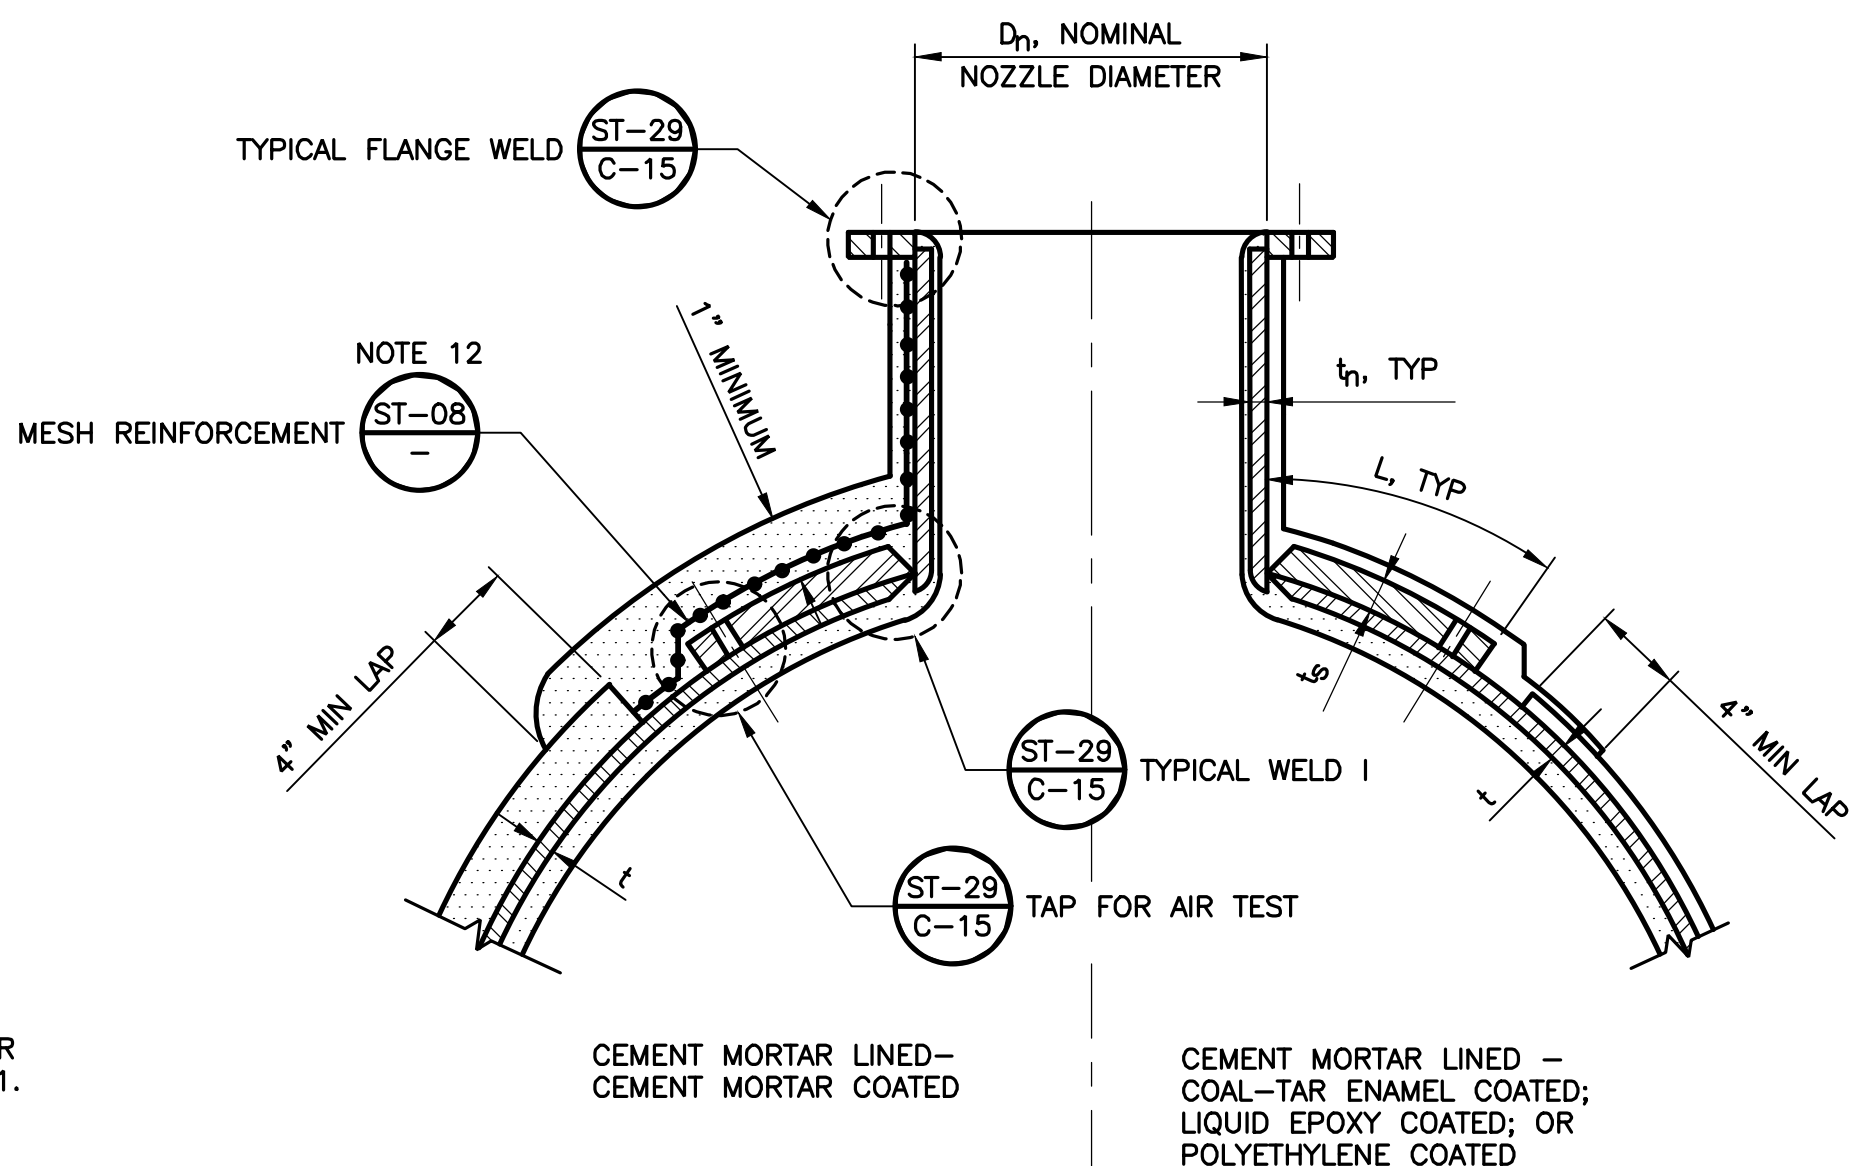 Dn, NOMINAL
NOZZLE DIAMETER
TYPICAL FLANGE WELD
ST-29
C-15
1" MINIMUM
NOTE 12
MESH REINFORCEMENT
ST-08
-
tn, TYP
L, TYP
4" MIN LAP
ts
4" MIN LAP
ST-29
C-15
TYPICAL WELD I
t
t
ST-29
C-15
TAP FOR AIR TEST
R
1.
CEMENT MORTAR LINED-
CEMENT MORTAR COATED
CEMENT MORTAR LINED -
COAL-TAR ENAMEL COATED;
LIQUID EPOXY COATED; OR
POLYETHYLENE COATED